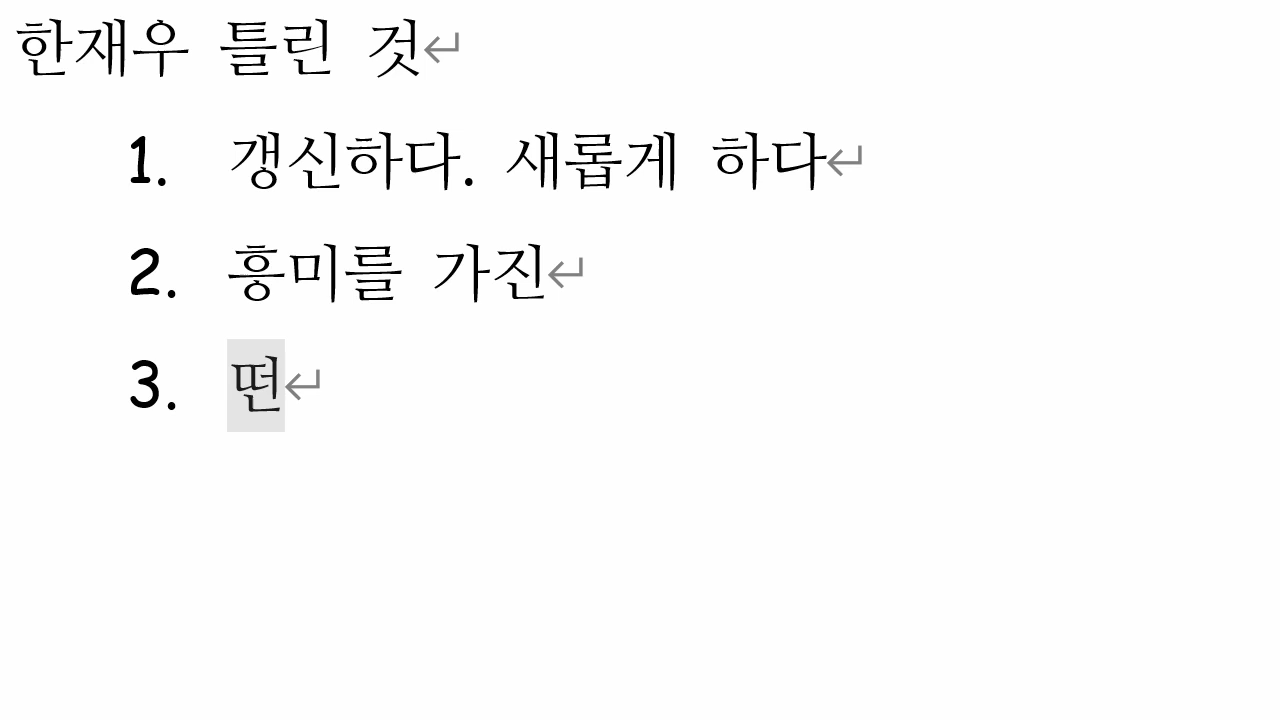 한재우 틀린 것↵
1. 갱신하다. 새롭게 하다↵
2. 흥미를 가진↵
3. 떤↵